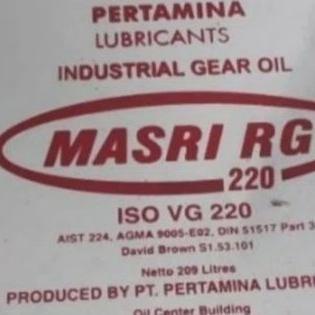 PERTAMINA
LUBRICANTS
INDUSTRIAL GEAR OIL
MASRI RG
220
ISO VG 220
AIST 224, AGMA 9005-E02, DIN 51517 Part 3
David Brown S1.53.101
Netto 209 Litres
PRODUCED BY PT. PERTAMINA LUBRI
Oil Center Building